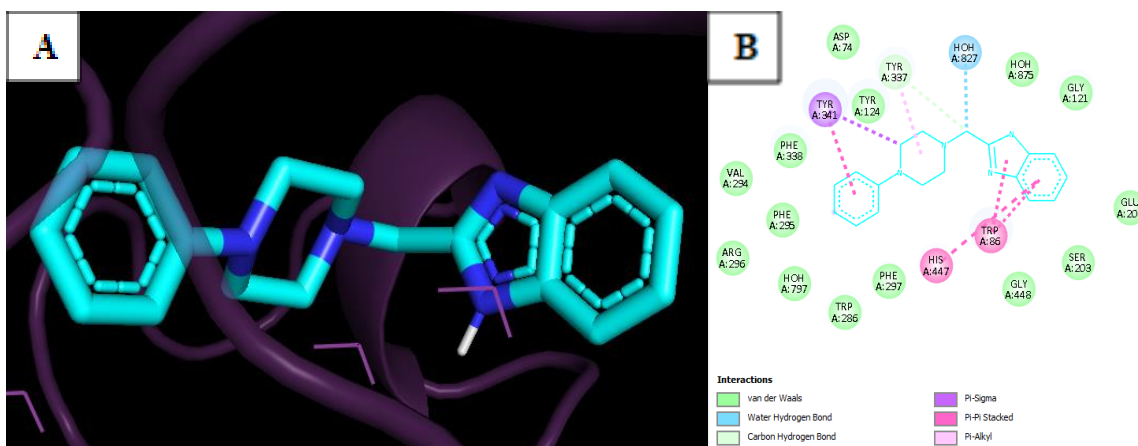 A
B
ASP
A:74
HOH
A:827
TYR
A:337
HOH
A:875
GLY
A:121
TYR
A:341
TYR
A:124
PHE
A:338
VAL
A:294
PHE
A:295
GLU
A:20
ARG
A:296
HOH
A:797
TRP
A:286
PHE
A:297
HIS
A:447
TRP
A:86
GLY
A:448
SER
A:203
Interactions
van der Waals
Water Hydrogen Bond
Carbon Hydrogen Bond
Pi-Sigma
Pi-Pi Stacked
Pi-Alkyl